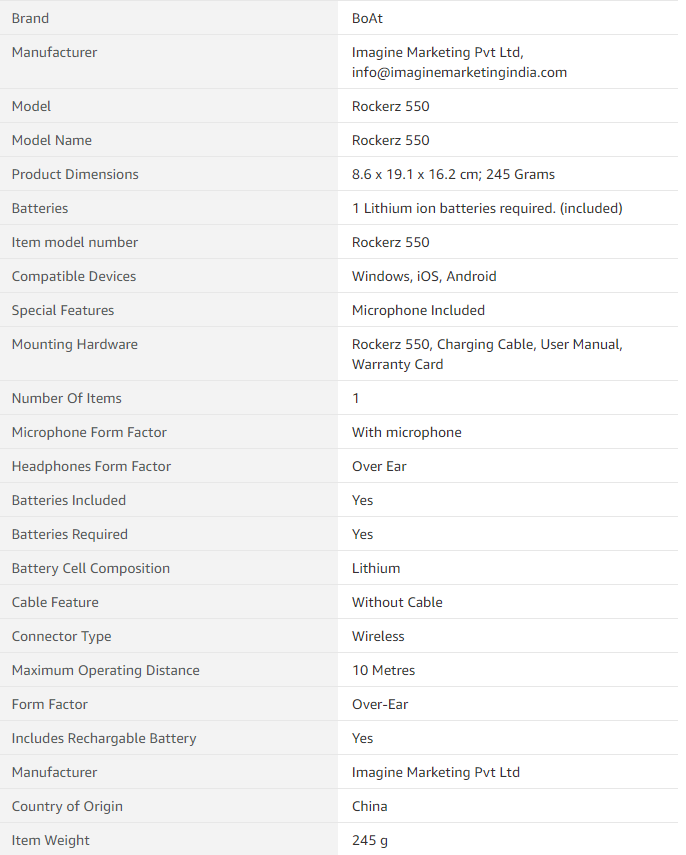 Brand BoAt
Manufacturer Imagine Marketing Pvt Ltd,
info@imaginemarketingindia.com
Model Rockerz 550
Model Name Rockerz 550
Product Dimensions 8.6 x 19.1 x 16.2 cm; 245 Grams
Batteries 1 Lithium ion batteries required. (included)
Item model number Rockerz 550
Compatible Devices Windows, iOS, Android
Special Features Microphone Included
Mounting Hardware Rockerz 550, Charging Cable, User Manual,
Warranty Card
Number Of Items 1
Microphone Form Factor With microphone
Headphones Form Factor Over Ear
Batteries Included Yes
Batteries Required Yes
Battery Cell Composition Lithium
Cable Feature Without Cable
Connector Type Wireless
Maximum Operating Distance 10 Metres
Form Factor Over-Ear
Includes Rechargable Battery Yes
Manufacturer Imagine Marketing Pvt Ltd
Country of Origin China
Item Weight 245 g